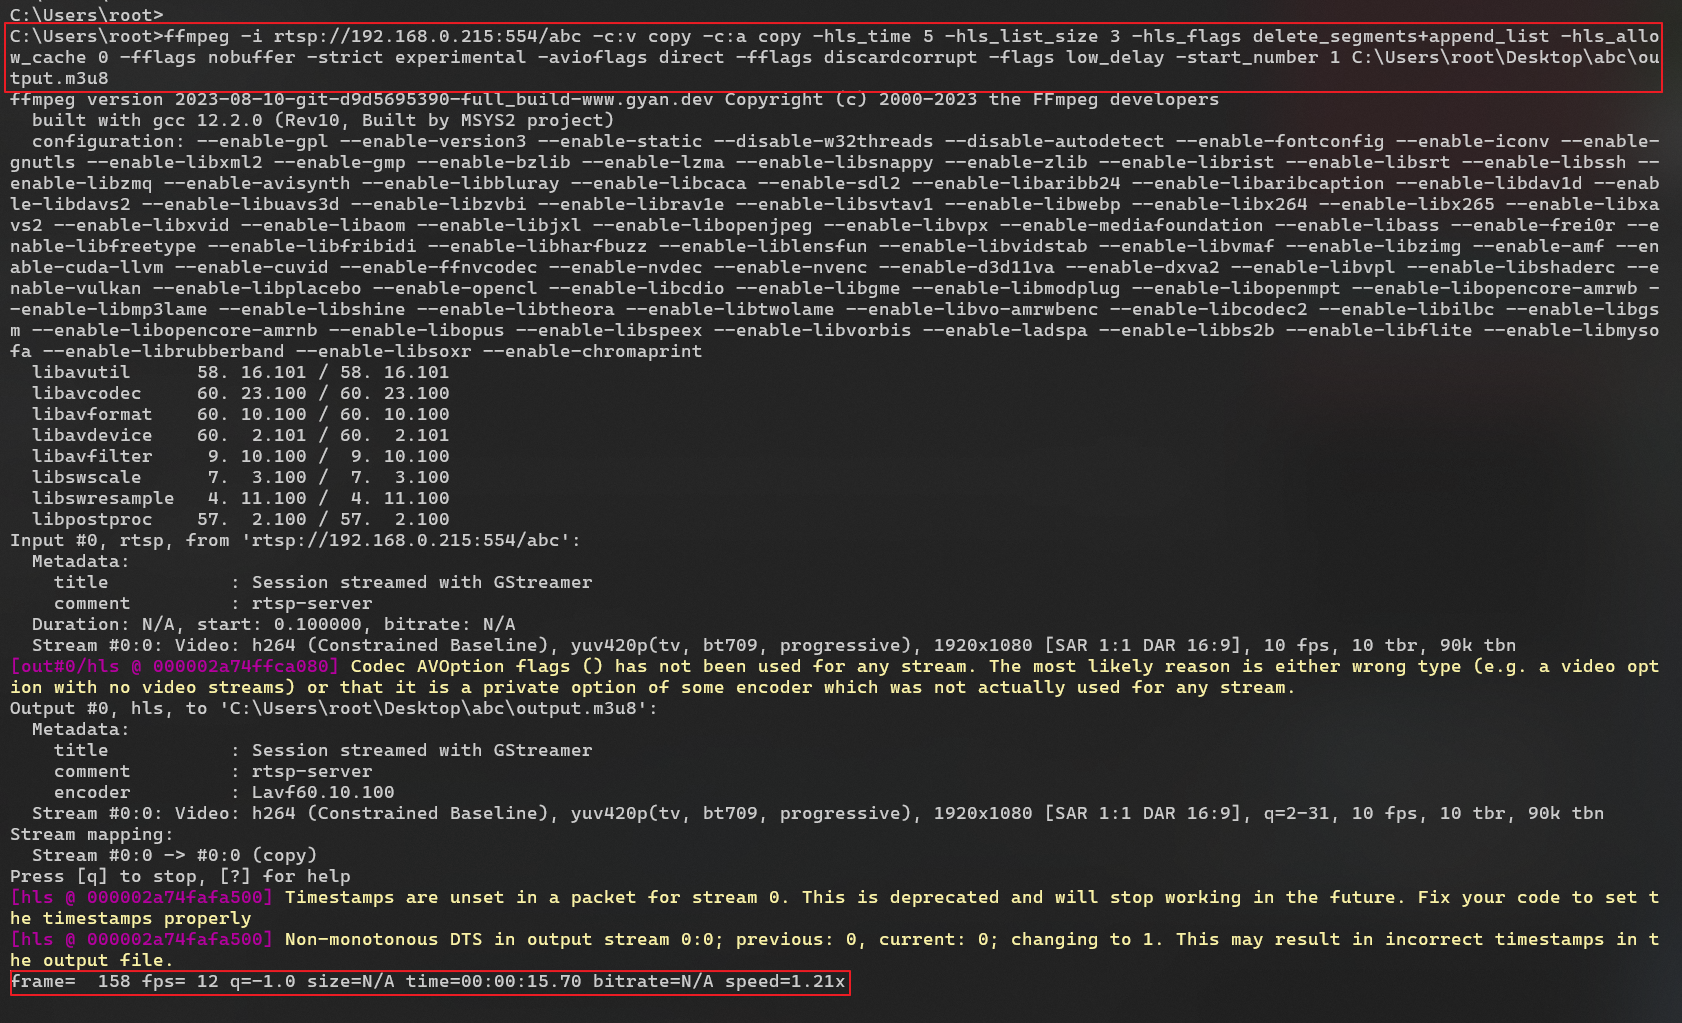 C:\Users\root>
C:\Users\root>ffmpeg -i rtsp://192.168.0.215:554/abc -c:v copy -c:a copy -hls_time 5 -hls_list_size 3 -hls_flags delete_segments+append_list -hls_allo
w_cache 0 -fflags nobuffer -strict experimental -avioflags direct -fflags discardcorrupt -flags low_delay -start_number 1 C:\Users\root\Desktop\abc\ou
tput.m3u8
ffmpeg version 2023-08-10-git-d9d5695390-full_build-www.gyan.dev Copyright (c) 2000-2023 the FFmpeg developers
  built with gcc 12.2.0 (Rev10, Built by MSYS2 project)
  configuration: --enable-gpl --enable-version3 --enable-static --disable-w32threads --disable-autodetect --enable-fontconfig --enable-iconv --enable-
gnutls --enable-libxml2 --enable-gmp --enable-bzlib --enable-lzma --enable-libsnappy --enable-zlib --enable-librist --enable-libsrt --enable-libssh --
enable-libzmq --enable-avisynth --enable-libbluray --enable-libcaca --enable-sdl2 --enable-libaribb24 --enable-libaribcaption --enable-libdav1d --enab
le-libdavs2 --enable-libuavs3d --enable-libzvbi --enable-librav1e --enable-libsvtav1 --enable-libwebp --enable-libx264 --enable-libx265 --enable-libxa
vs2 --enable-libxvid --enable-libaom --enable-libjxl --enable-libopenjpeg --enable-libvpx --enable-mediafoundation --enable-libass --enable-frei0r --e
nable-libfreetype --enable-libfribidi --enable-libharfbuzz --enable-liblensfun --enable-libvidstab --enable-libvmaf --enable-libzimg --enable-amf --en
able-cuda-llvm --enable-cuvid --enable-ffnvcodec --enable-nvdec --enable-nvenc --enable-d3d11va --enable-dxva2 --enable-libvpl --enable-libshaderc --e
nable-vulkan --enable-libplacebo --enable-opencl --enable-libcdio --enable-libgme --enable-libmodplug --enable-libopenmpt --enable-libopencore-amrwb -
-enable-libmp3lame --enable-libshine --enable-libtheora --enable-libtwolame --enable-libvo-amrwbenc --enable-libcodec2 --enable-libilbc --enable-libgs
m --enable-libopencore-amrnb --enable-libopus --enable-libspeex --enable-libvorbis --enable-ladspa --enable-libbs2b --enable-libflite --enable-libmyso
fa --enable-librubberband --enable-libsoxr --enable-chromaprint
  libavutil      58. 16.101 / 58. 16.101
  libavcodec     60. 23.100 / 60. 23.100
  libavformat    60. 10.100 / 60. 10.100
  libavdevice    60.  2.101 / 60.  2.101
  libavfilter     9. 10.100 /  9. 10.100
  libswscale      7.  3.100 /  7.  3.100
  libswresample   4. 11.100 /  4. 11.100
  libpostproc    57.  2.100 / 57.  2.100
Input #0, rtsp, from 'rtsp://192.168.0.215:554/abc':
  Metadata:
    title           : Session streamed with GStreamer
    comment         : rtsp-server
  Duration: N/A, start: 0.100000, bitrate: N/A
  Stream #0:0: Video: h264 (Constrained Baseline), yuv420p(tv, bt709, progressive), 1920x1080 [SAR 1:1 DAR 16:9], 10 fps, 10 tbr, 90k tbn
[out#0/hls @ 000002a74ffca080] Codec AVOption flags () has not been used for any stream. The most likely reason is either wrong type (e.g. a video opt
ion with no video streams) or that it is a private option of some encoder which was not actually used for any stream.
Output #0, hls, to 'C:\Users\root\Desktop\abc\output.m3u8':
  Metadata:
    title           : Session streamed with GStreamer
    comment         : rtsp-server
    encoder         : Lavf60.10.100
  Stream #0:0: Video: h264 (Constrained Baseline), yuv420p(tv, bt709, progressive), 1920x1080 [SAR 1:1 DAR 16:9], q=2-31, 10 fps, 10 tbr, 90k tbn
Stream mapping:
  Stream #0:0 -> #0:0 (copy)
Press [q] to stop, [?] for help
[hls @ 000002a74fafa500] Timestamps are unset in a packet for stream 0. This is deprecated and will stop working in the future. Fix your code to set t
he timestamps properly
[hls @ 000002a74fafa500] Non-monotonous DTS in output stream 0:0; previous: 0, current: 0; changing to 1. This may result in incorrect timestamps in t
he output file.
frame=  158 fps= 12 q=-1.0 size=N/A time=00:00:15.70 bitrate=N/A speed=1.21x